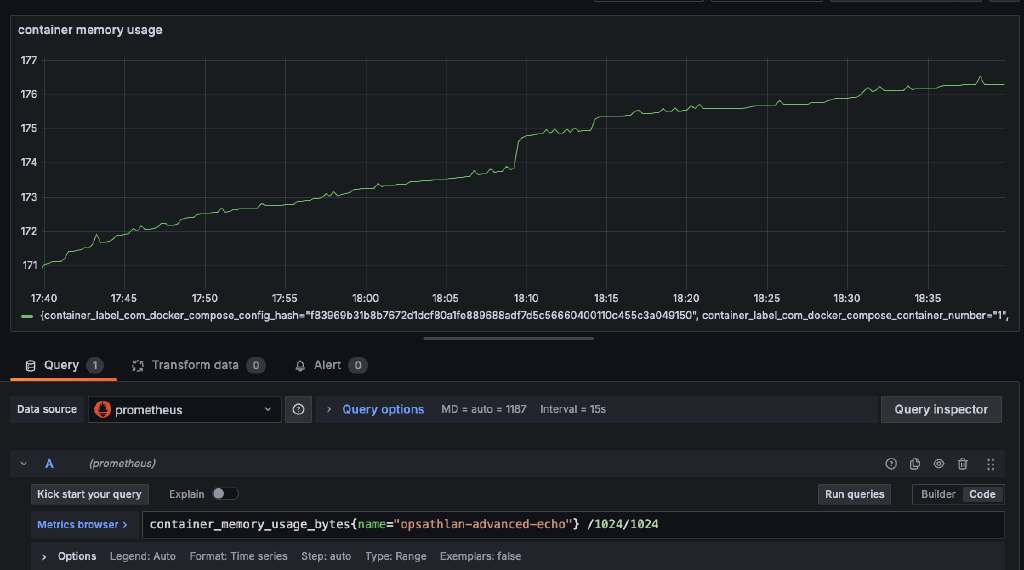 container memory usage
177
176
175
174
173
172
171
17:40 17:45 17:50 17:55 18:00 18:05 18:10 18:15 18:20 18:25 18:30 18:35
{container_label_com_docker_compose_config_hash="f83969b31b8b7672d1dcf80a1fe889688adf7d5c56660400110c455c3a049150", container_label_com_docker_compose_container_number="1",
Query 1 Transform data 0 Alert 0
Data source prometheus Query options MD = auto = 1187 Interval = 15s Query inspector
A (prometheus)
Kick start your query Explain Run queries Builder Code
Metrics browser > container_memory_usage_bytes{name="opsathlan-advanced-echo"} /1024/1024
Options Legend: Auto Format: Time series Step: auto Type: Range Exemplars: false